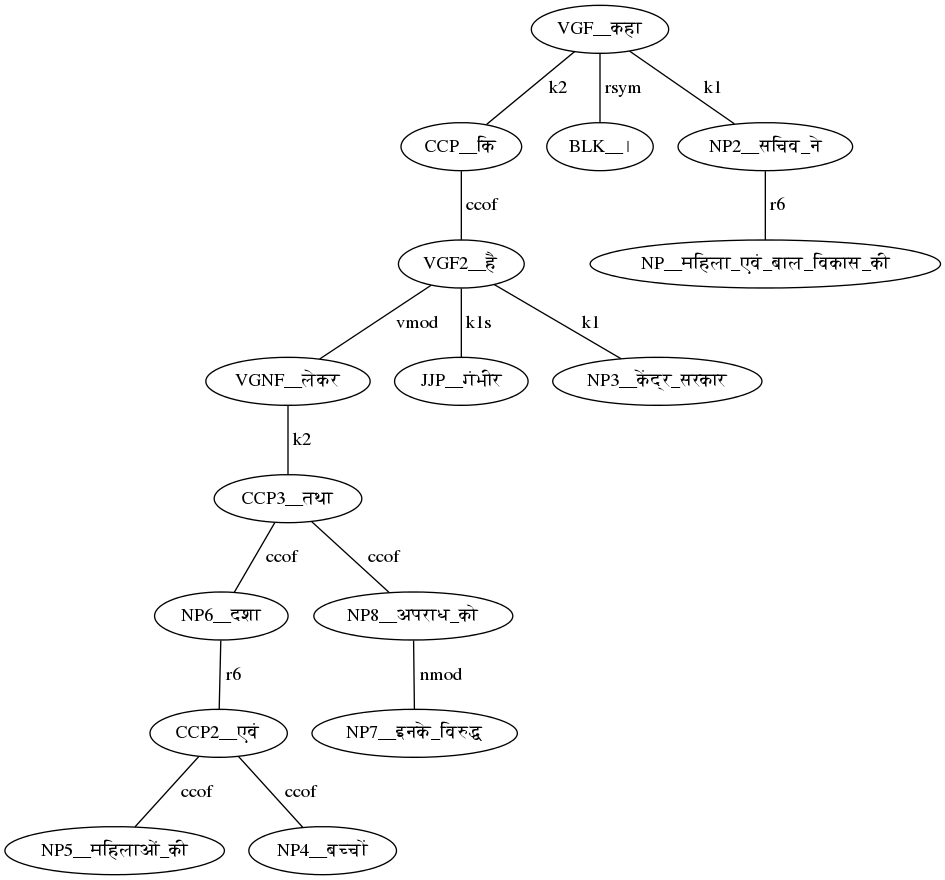 VGF__कहा
k2 rsym k1
CCP__कि BLK__। NP2__सचिव_ने
ccof r6
VGF2__है NP__महिला_एवं_बाल_विकास_की
vmod k1s k1
VGNF__लेकर JJP__गंभीर NP3__केंद्र_सरकार
k2
CCP3__तथा
ccof ccof
NP6__दशा NP8__अपराध_को
r6 nmod
CCP2__एवं NP7__इनके_विरुद्ध
ccof ccof
NP5__महिलाओं_की NP4__बच्चों